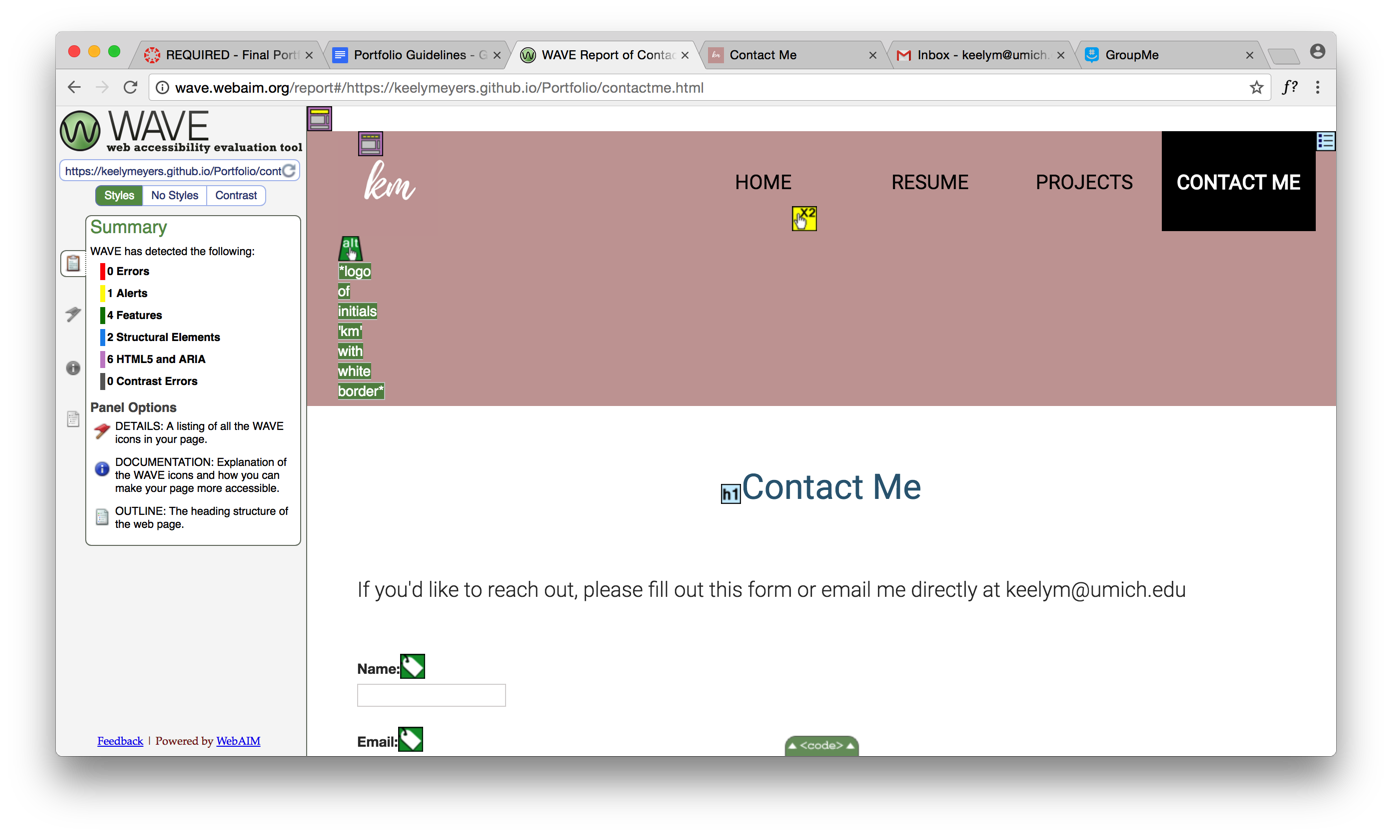 REQUIRED - Final Portf
Portfolio Guidelines - G
WAVE Report of Contac
Contact Me
Inbox - keelym@umich.
GroupMe
wave.webaim.org/report#/https://keelymeyers.github.io/Portfolio/contactme.html
f?
WAVE
web accessibility evaluation tool
https://keelymeyers.github.io/Portfolio/cont
Styles
No Styles
Contrast
Summary
WAVE has detected the following:
0 Errors
1 Alerts
4 Features
2 Structural Elements
6 HTML5 and ARIA
0 Contrast Errors
Panel Options
DETAILS: A listing of all the WAVE
icons in your page.
DOCUMENTATION: Explanation of
the WAVE icons and how you can
make your page more accessible.
OUTLINE: The heading structure of
the web page.
Feedback | Powered by WebAIM
km
HOME
RESUME
PROJECTS
CONTACT ME
X2
alt
*logo
of
initials
'km'
with
white
border*
h1 Contact Me
If you'd like to reach out, please fill out this form or email me directly at keelym@umich.edu
Name:
Email:
<code>